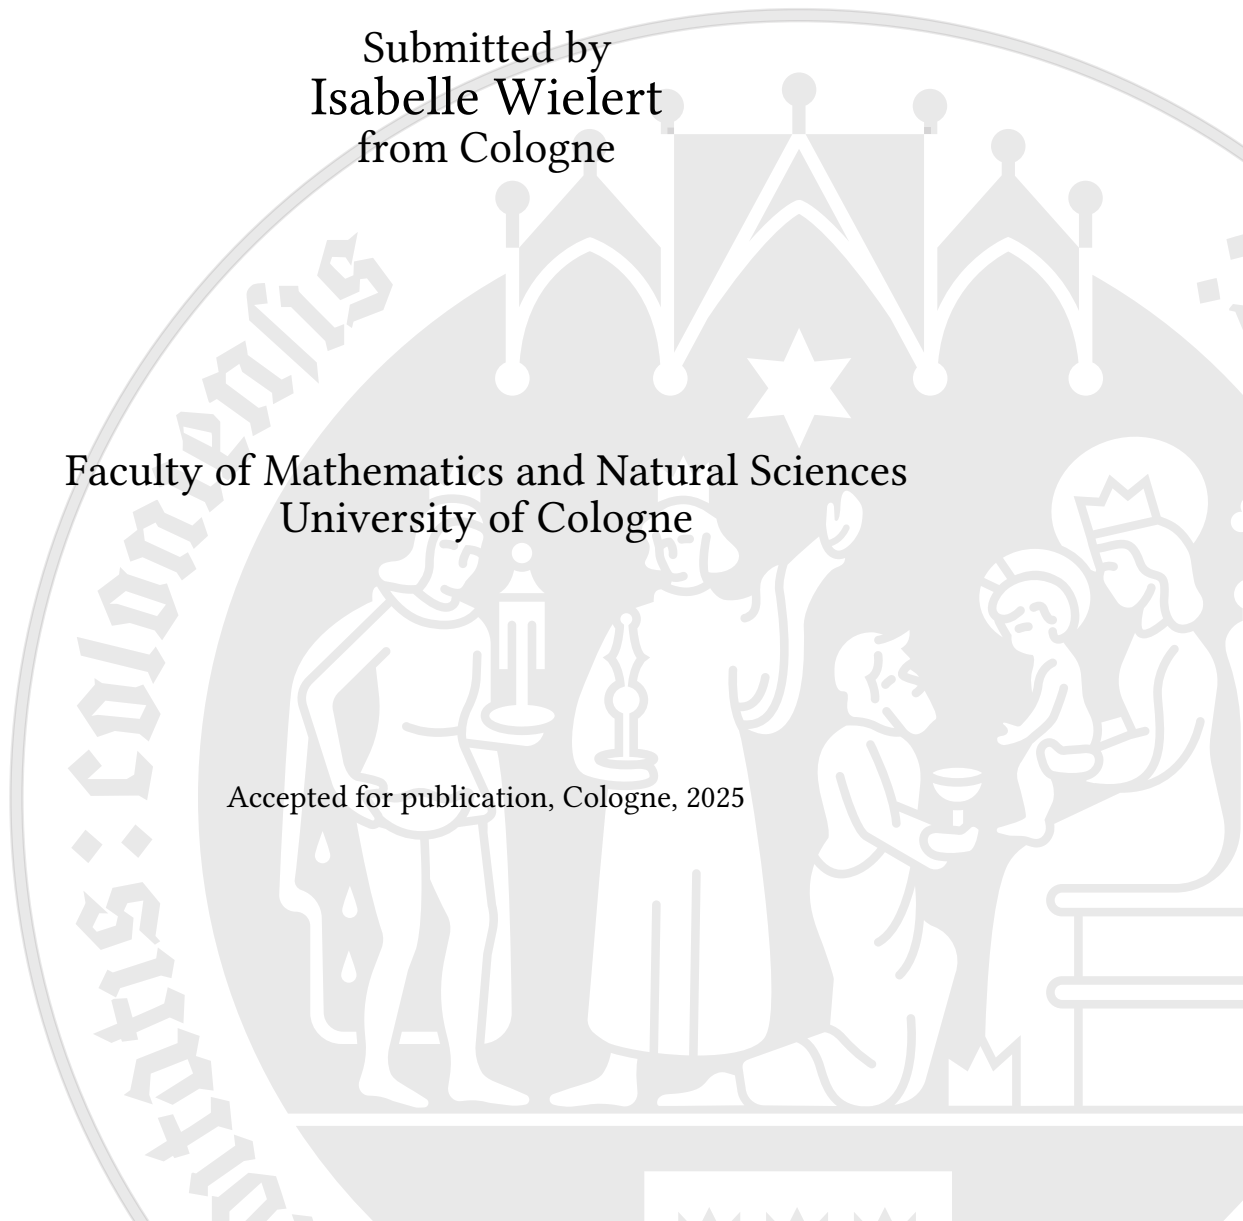 Submitted by
Isabelle Wielert
from Cologne
Faculty of Mathematics and Natural Sciences
University of Cologne
Accepted for publication, Cologne, 2025